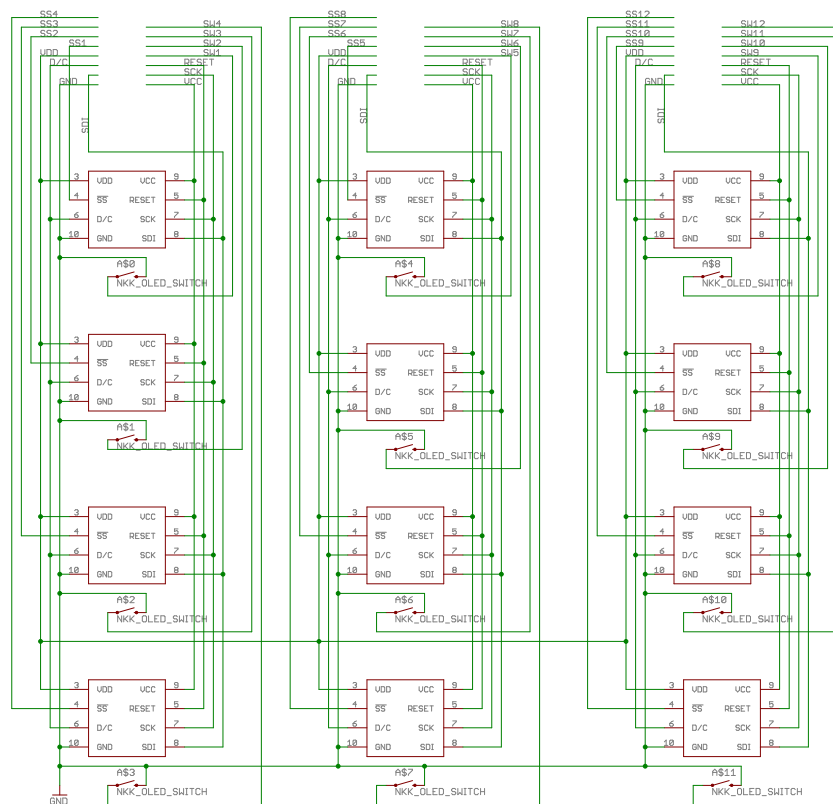 SS4 SS8 SS12
SS3 SW4 SS7 SW8 SS11 SW12
SS2 SW3 SS6 SW7 SS10 SW11
SS1 SW2 SS5 SW6 SS9 SW10
VDD SW1 VDD SW5 VDD SW9
D/C RESET D/C RESET D/C RESET
SCK SCK SCK
GND VCC GND VCC GND VCC
SDI SDI SDI
3 VDD VCC 9 3 VDD VCC 9 3 VDD VCC 9
4 SS RESET 5 4 SS RESET 5 4 SS RESET 5
6 D/C SCK 7 6 D/C SCK 7 6 D/C SCK 7
10 GND SDI 8 10 GND SDI 8 10 GND SDI 8
A$0 A$4 A$8
NKK_OLED_SWITCH NKK_OLED_SWITCH NKK_OLED_SWITCH
3 VDD VCC 9 3 VDD VCC 9 3 VDD VCC 9
4 SS RESET 5 4 SS RESET 5 4 SS RESET 5
6 D/C SCK 7 6 D/C SCK 7 6 D/C SCK 7
10 GND SDI 8 10 GND SDI 8 10 GND SDI 8
A$1 A$5 A$9
NKK_OLED_SWITCH NKK_OLED_SWITCH NKK_OLED_SWITCH
3 VDD VCC 9 3 VDD VCC 9 3 VDD VCC 9
4 SS RESET 5 4 SS RESET 5 4 SS RESET 5
6 D/C SCK 7 6 D/C SCK 7 6 D/C SCK 7
10 GND SDI 8 10 GND SDI 8 10 GND SDI 8
A$2 A$6 A$10
NKK_OLED_SWITCH NKK_OLED_SWITCH NKK_OLED_SWITCH
3 VDD VCC 9 3 VDD VCC 9 3 VDD VCC 9
4 SS RESET 5 4 SS RESET 5 4 SS RESET 5
6 D/C SCK 7 6 D/C SCK 7 6 D/C SCK 7
10 GND SDI 8 10 GND SDI 8 10 GND SDI 8
A$3 A$7 A$11
NKK_OLED_SWITCH NKK_OLED_SWITCH NKK_OLED_SWITCH
GND